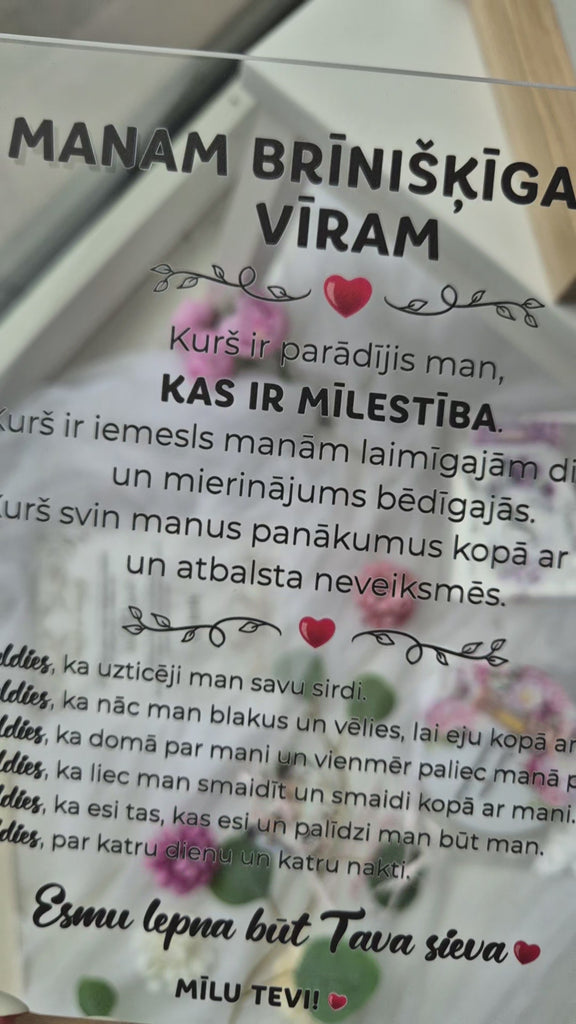 MANAM BRĪNIŠĶĪGA
VĪRAM
Kurš ir parādījis man,
KAS IR MĪLESTĪBA.
Kurš ir iemesls manām laimīgajām di
un mierinājums bēdīgajās.
Kurš svin manus panākumus kopā ar
un atbalsta neveiksmēs.
ldies, ka uzticēji man savu sirdi.
ldies, ka nāc man blakus un vēlies, lai eju kopā ar
ldies, ka domā par mani un vienmēr paliec manā p
ldies, ka liec man smaidīt un smaidi kopā ar mani.
ldies, ka esi tas, kas esi un palīdzi man būt man.
ldies, par katru dienu un katru nakti.
Esmu lepna būt Tava sieva
MĪLU TEVI!